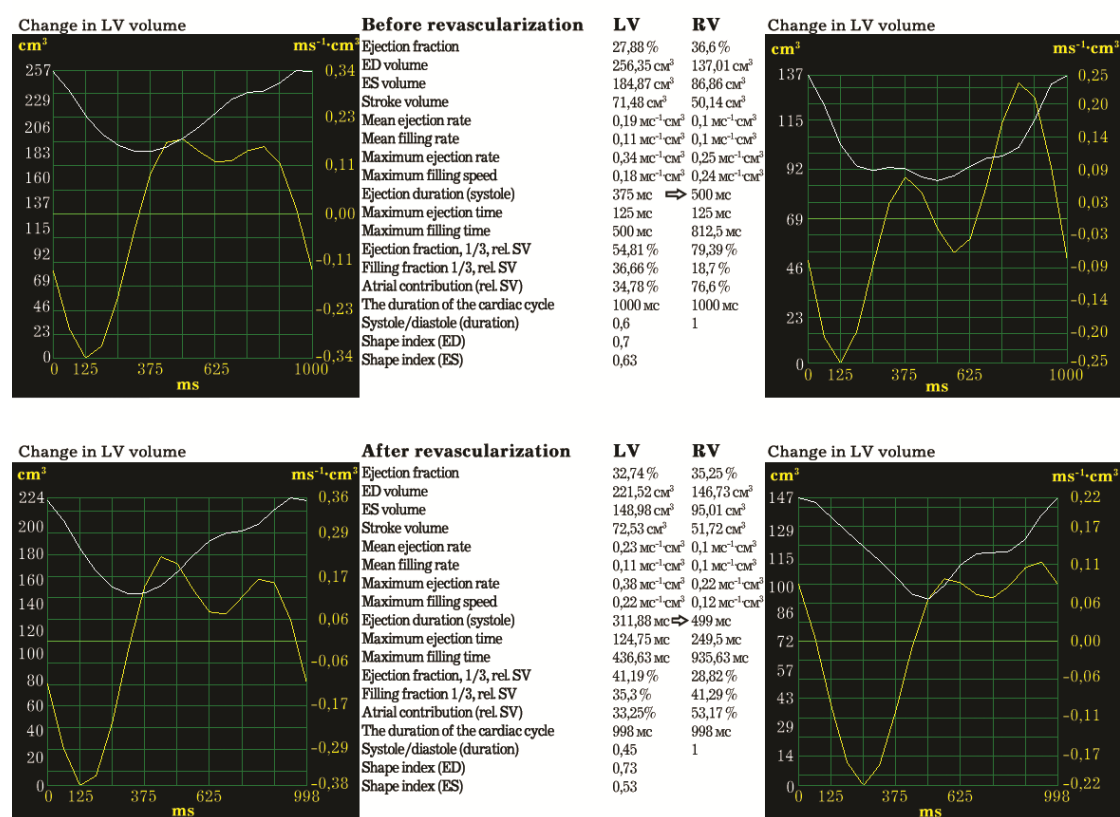 Change in LV volume
cm³ ms⁻¹·cm³
257
229
206
183
160
137
115
92
69
46
23
0
0,34
0,23
0,11
0,00
-0,11
-0,23
-0,34
0 125 375 625 1000
ms
Before revascularization LV RV
Ejection fraction 27,88 % 36,6 %
ED volume 256,35 см³ 137,01 см³
ES volume 184,87 см³ 86,86 см³
Stroke volume 71,48 см³ 50,14 см³
Mean ejection rate 0,19 мс⁻¹·см³ 0,1 мс⁻¹·см³
Mean filling rate 0,11 мс⁻¹·см³ 0,1 мс⁻¹·см³
Maximum ejection rate 0,34 мс⁻¹·см³ 0,25 мс⁻¹·см³
Maximum filling speed 0,18 мс⁻¹·см³ 0,24 мс⁻¹·см³
Ejection duration (systole) 375 мс ⇨ 500 мс
Maximum ejection time 125 мс 125 мс
Maximum filling time 500 мс 812,5 мс
Ejection fraction, 1/3, rel. SV 54,81 % 79,39 %
Filling fraction 1/3, rel. SV 36,66 % 18,7 %
Atrial contribution (rel. SV) 34,78 % 76,6 %
The duration of the cardiac cycle 1000 мс 1000 мс
Systole/diastole (duration) 0,6 1
Shape index (ED) 0,7
Shape index (ES) 0,63
Change in LV volume
cm³ ms⁻¹·cm³
137
115
92
69
46
23
0
0,25
0,20
0,14
0,09
0,03
-0,03
-0,09
-0,14
-0,20
-0,25
0 125 375 625 1000
ms
Change in LV volume
cm³ ms⁻¹·cm³
224
200
180
160
140
120
100
80
60
40
20
0
0,36
0,29
0,17
0,06
-0,06
-0,17
-0,29
-0,38
0 125 375 625 998
ms
After revascularization LV RV
Ejection fraction 32,74 % 35,25 %
ED volume 221,52 см³ 146,73 см³
ES volume 148,98 см³ 95,01 см³
Stroke volume 72,53 см³ 51,72 см³
Mean ejection rate 0,23 мс⁻¹·см³ 0,1 мс⁻¹·см³
Mean filling rate 0,11 мс⁻¹·см³ 0,1 мс⁻¹·см³
Maximum ejection rate 0,38 мс⁻¹·см³ 0,22 мс⁻¹·см³
Maximum filling speed 0,22 мс⁻¹·см³ 0,12 мс⁻¹·см³
Ejection duration (systole) 311,88 мс ⇨ 499 мс
Maximum ejection time 124,75 мс 249,5 мс
Maximum filling time 436,63 мс 935,63 мс
Ejection fraction, 1/3, rel. SV 41,19 % 28,82 %
Filling fraction 1/3, rel. SV 35,3 % 41,29 %
Atrial contribution (rel. SV) 33,25% 53,17 %
The duration of the cardiac cycle 998 мс 998 мс
Systole/diastole (duration) 0,45 1
Shape index (ED) 0,73
Shape index (ES) 0,53
Change in LV volume
cm³ ms⁻¹·cm³
147
129
115
100
86
72
57
43
29
14
0
0,22
0,17
0,11
0,06
0,00
-0,06
-0,11
-0,17
-0,22
0 125 375 625 998
ms